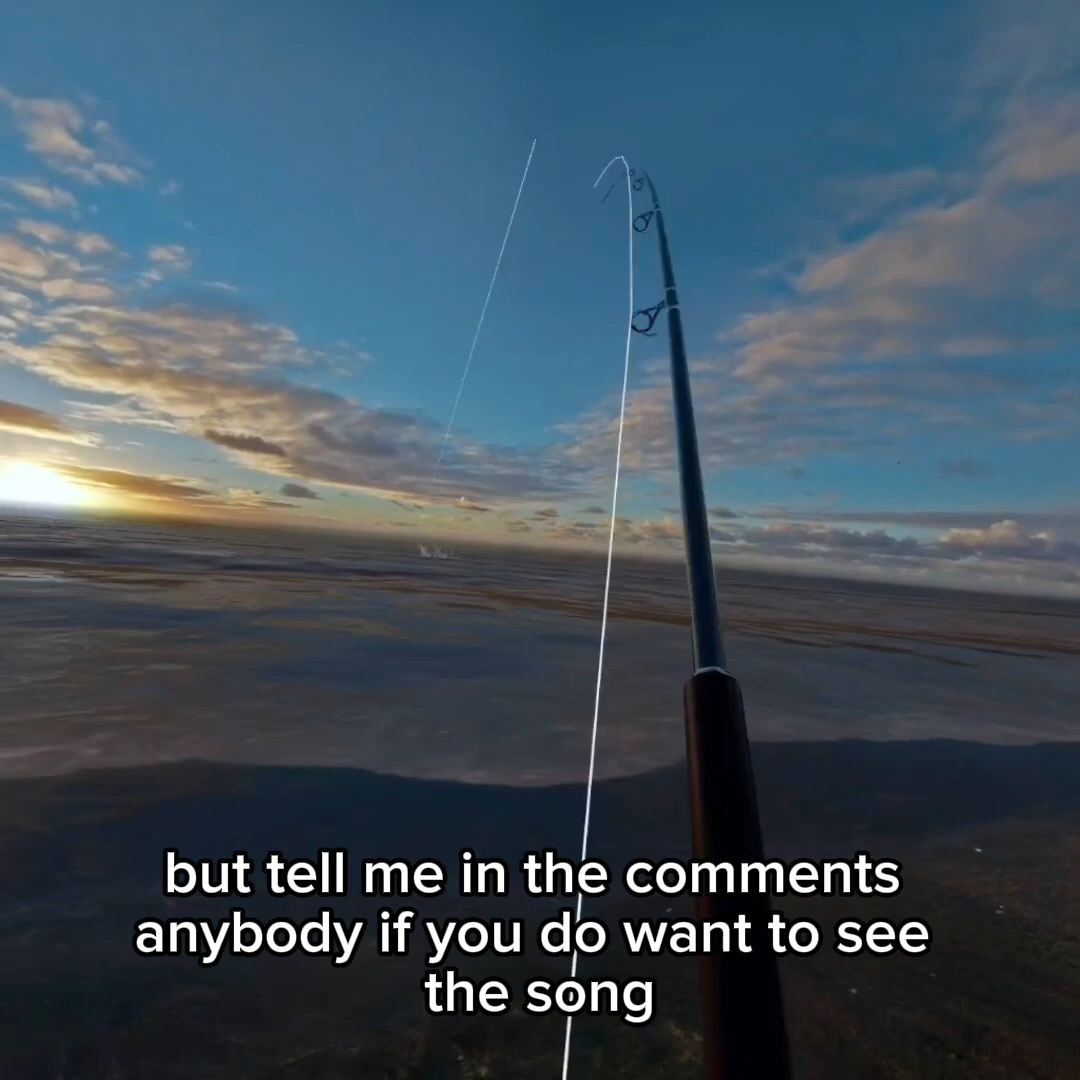 but tell me in the comments
anybody if you do want to see
the song